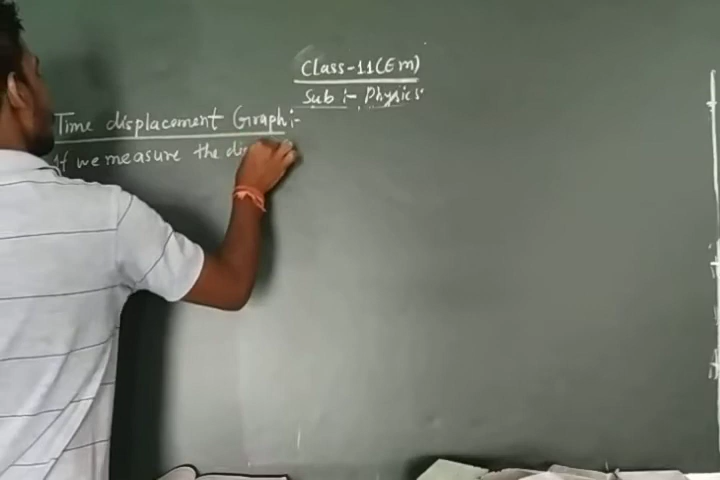 Class-11(Em)
Sub :- Physics
Time displacement Graph:-
If we measure the